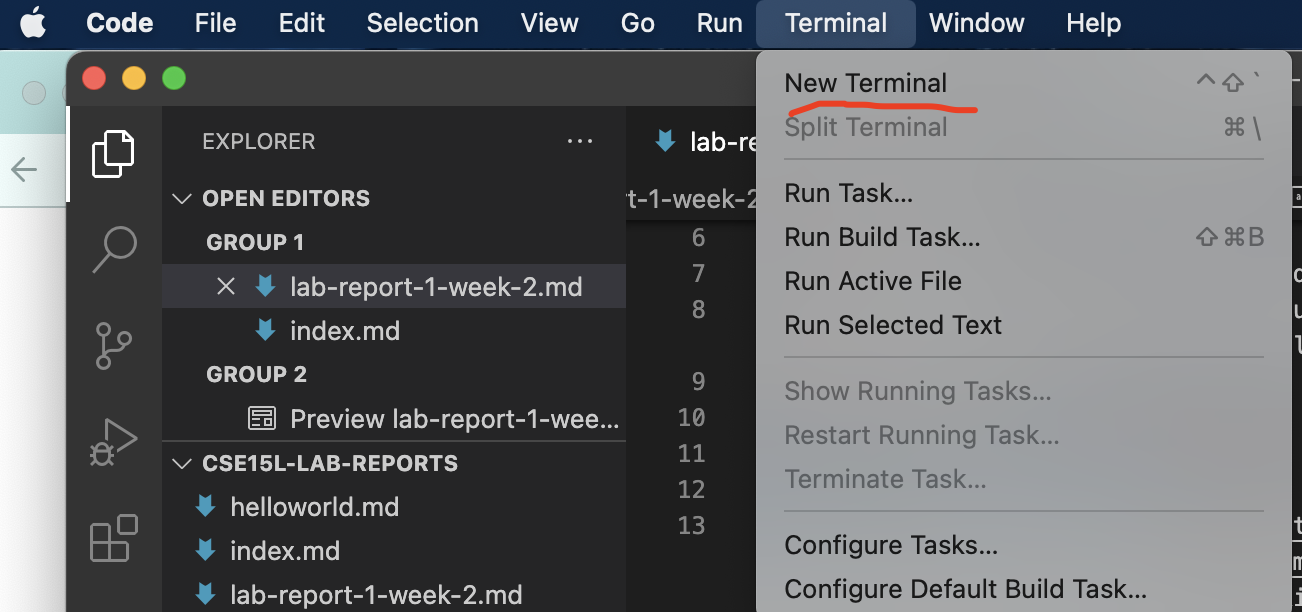 Code File Edit Selection View Go Run Terminal Window Help
EXPLORER ...
OPEN EDITORS
GROUP 1
lab-report-1-week-2.md
index.md
GROUP 2
Preview lab-report-1-wee...
CSE15L-LAB-REPORTS
helloworld.md
index.md
lab-report-1-week-2.md
lab-re
t-1-week-2
6
7
8
9
10
11
12
13
New Terminal ^⇧`
Split Terminal ⌘\
Run Task...
Run Build Task... ⇧⌘B
Run Active File
Run Selected Text
Show Running Tasks...
Restart Running Task...
Terminate Task...
Configure Tasks...
Configure Default Build Task...